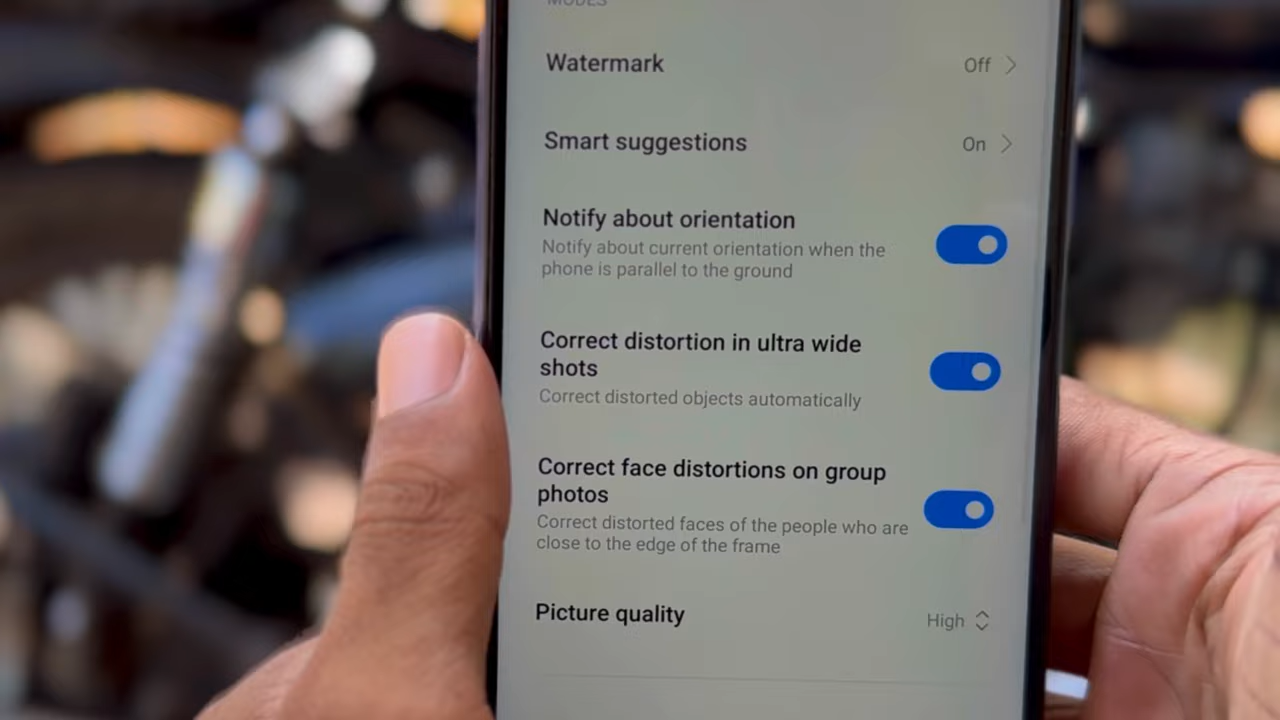 MODES
Watermark
Off
Smart suggestions
On
Notify about orientation
Notify about current orientation when the
phone is parallel to the ground
Correct distortion in ultra wide
shots
Correct distorted objects automatically
Correct face distortions on group
photos
Correct distorted faces of the people who are
close to the edge of the frame
Picture quality
High